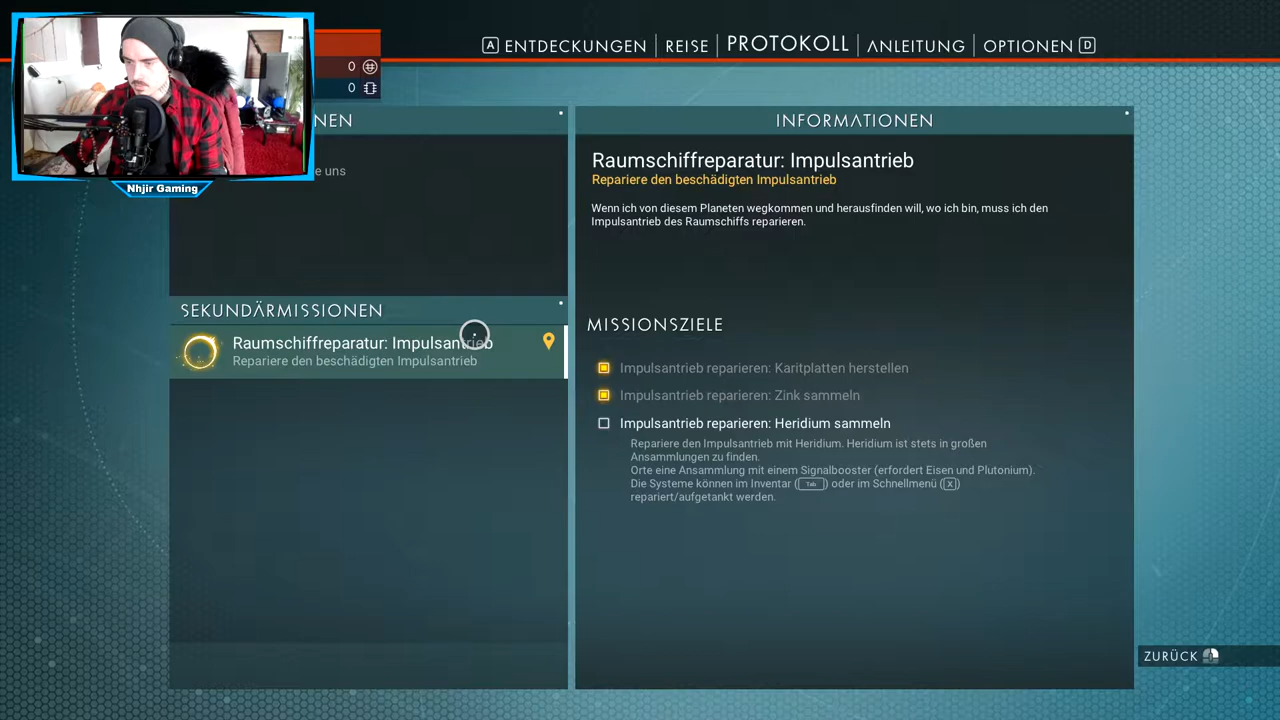 A ENTDECKUNGEN REISE PROTOKOLL ANLEITUNG OPTIONEN D
0
0
NEN
e uns
Nhjir Gaming
SEKUNDÄRMISSIONEN
Raumschiffreparatur: Impulsantrieb
Repariere den beschädigten Impulsantrieb
INFORMATIONEN
Raumschiffreparatur: Impulsantrieb
Repariere den beschädigten Impulsantrieb
Wenn ich von diesem Planeten wegkommen und herausfinden will, wo ich bin, muss ich den
Impulsantrieb des Raumschiffs reparieren.
MISSIONSZIELE
Impulsantrieb reparieren: Karitplatten herstellen
Impulsantrieb reparieren: Zink sammeln
Impulsantrieb reparieren: Heridium sammeln
Repariere den Impulsantrieb mit Heridium. Heridium ist stets in großen
Ansammlungen zu finden.
Orte eine Ansammlung mit einem Signalbooster (erfordert Eisen und Plutonium).
Die Systeme können im Inventar (Tab) oder im Schnellmenü (X)
repariert/aufgetankt werden.
ZURÜCK